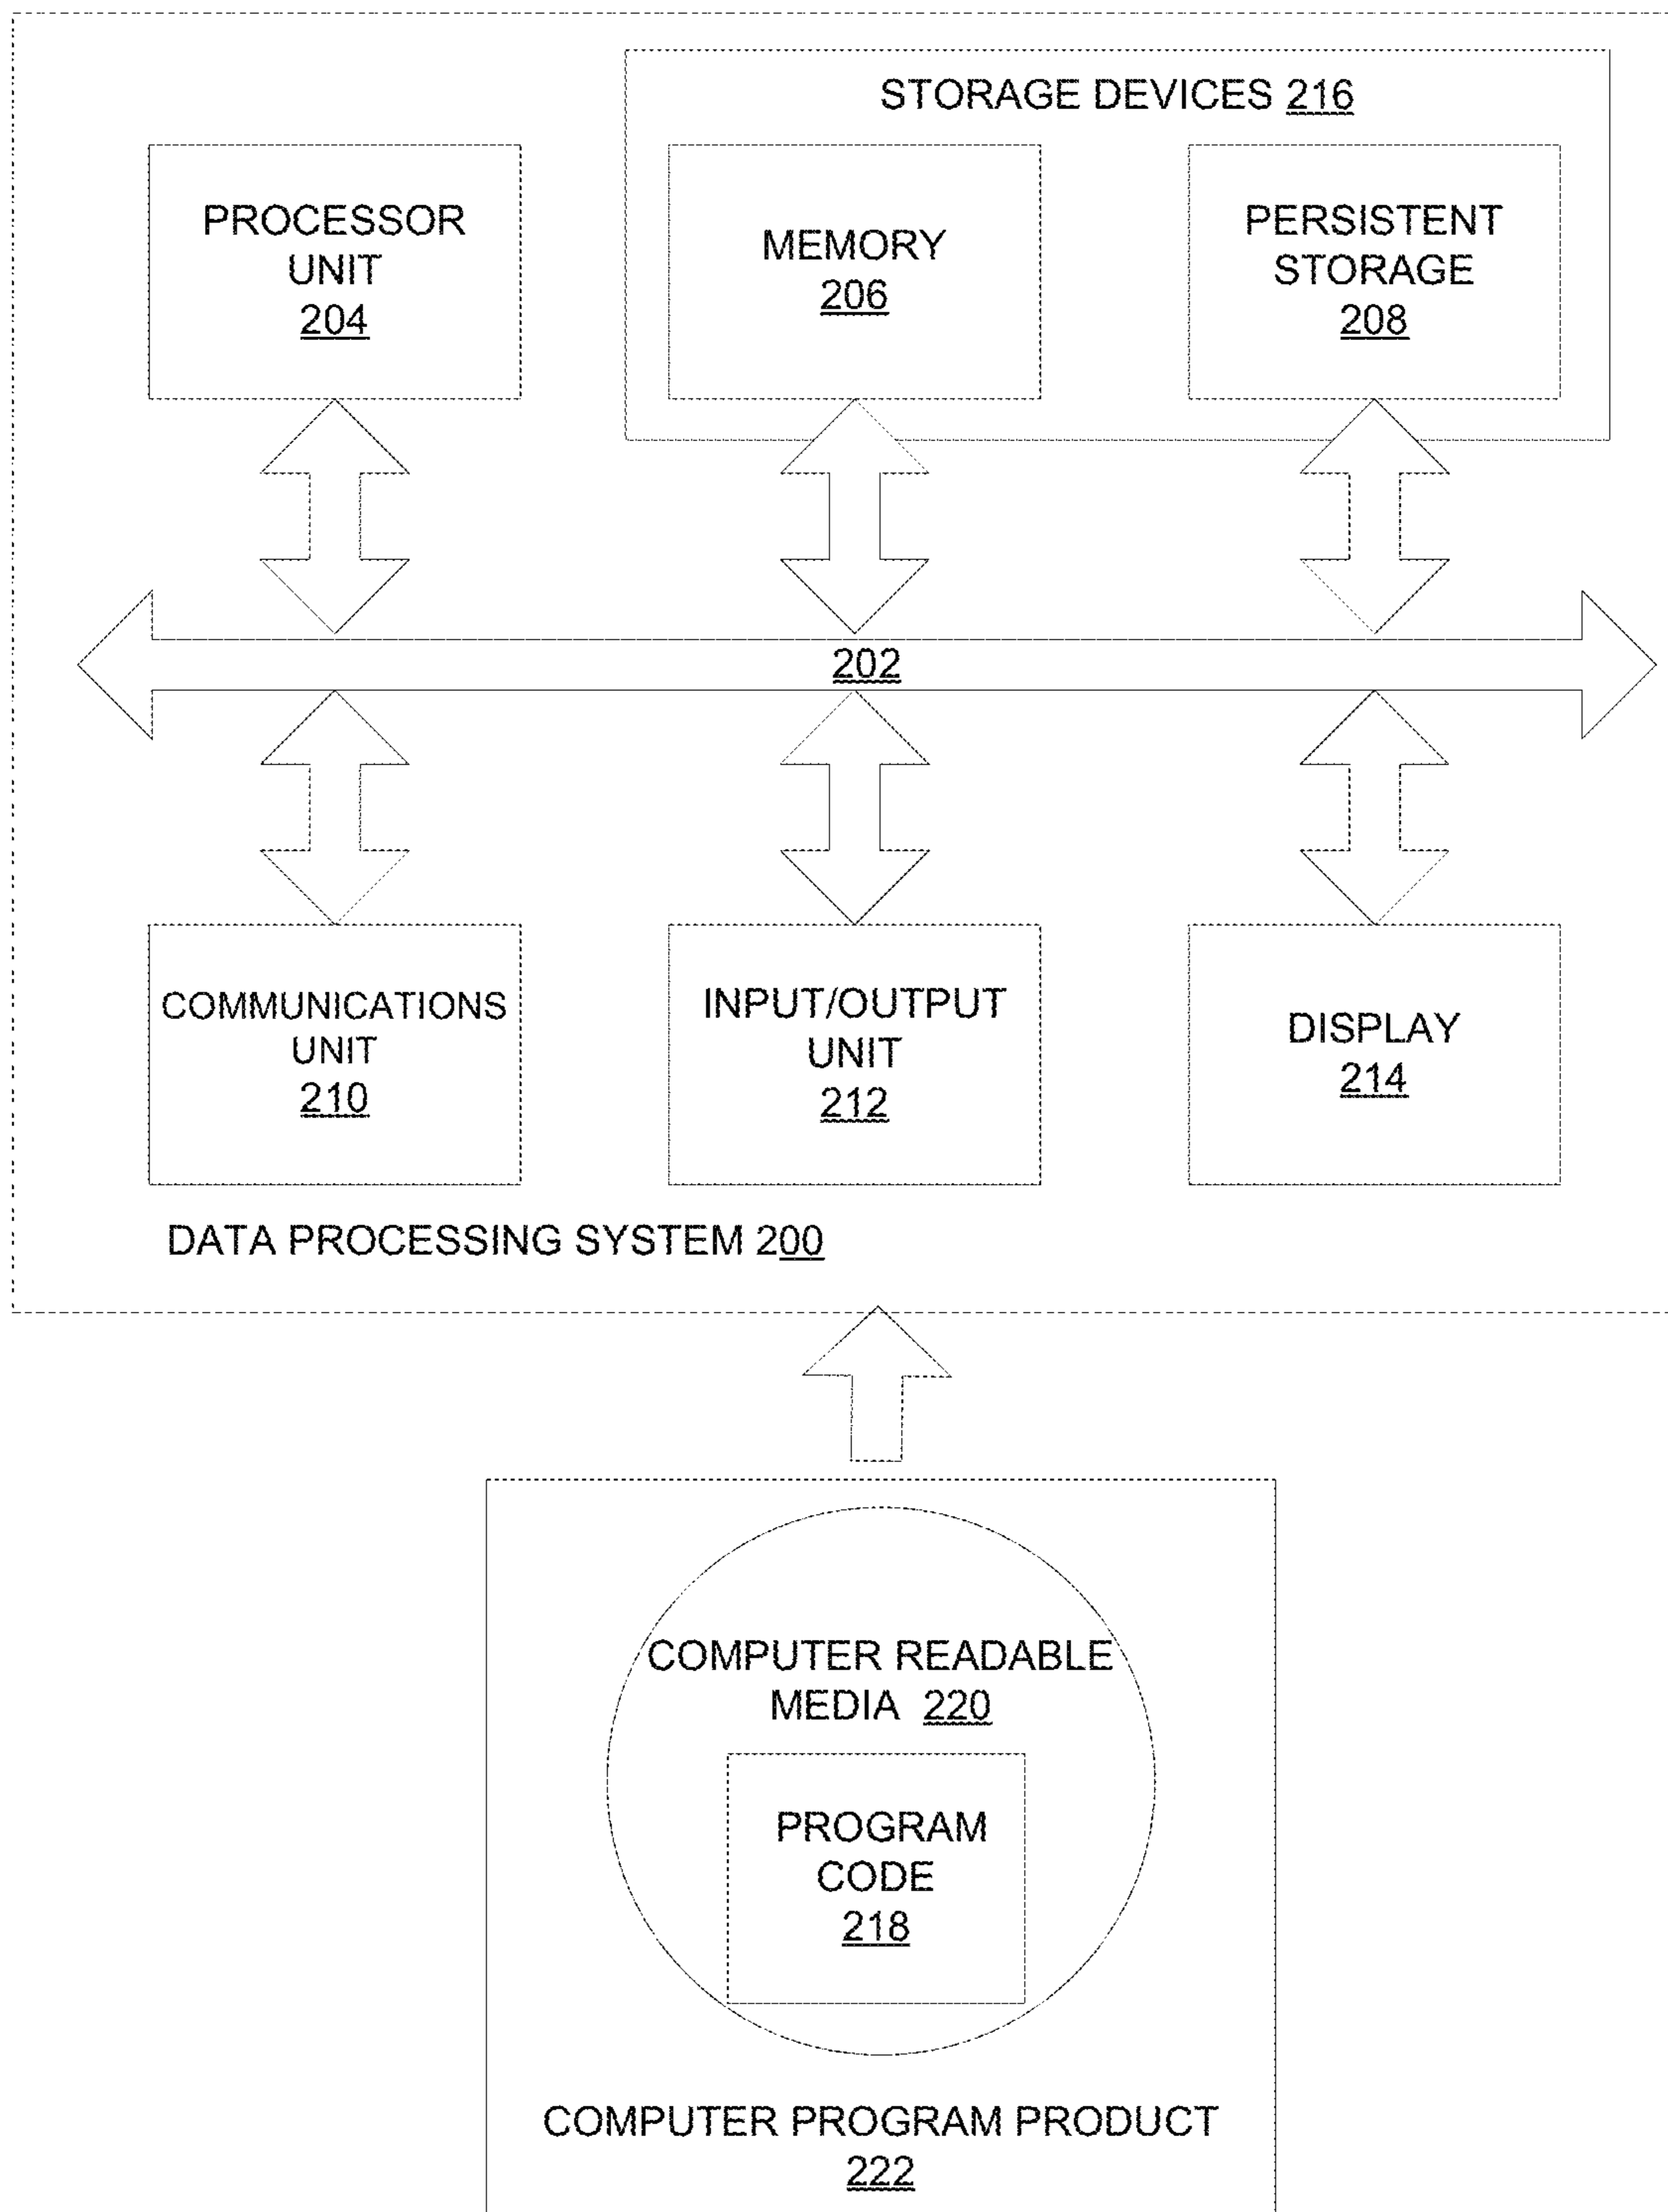 STORAGE DEVICES 216
PROCESSOR
UNIT
204
MEMORY
206
PERSISTENT
STORAGE
208
202
COMMUNICATIONS
UNIT
210
INPUT/OUTPUT
UNIT
212
DISPLAY
214
DATA PROCESSING SYSTEM 200
COMPUTER READABLE
MEDIA 220
PROGRAM
CODE
218
COMPUTER PROGRAM PRODUCT
222